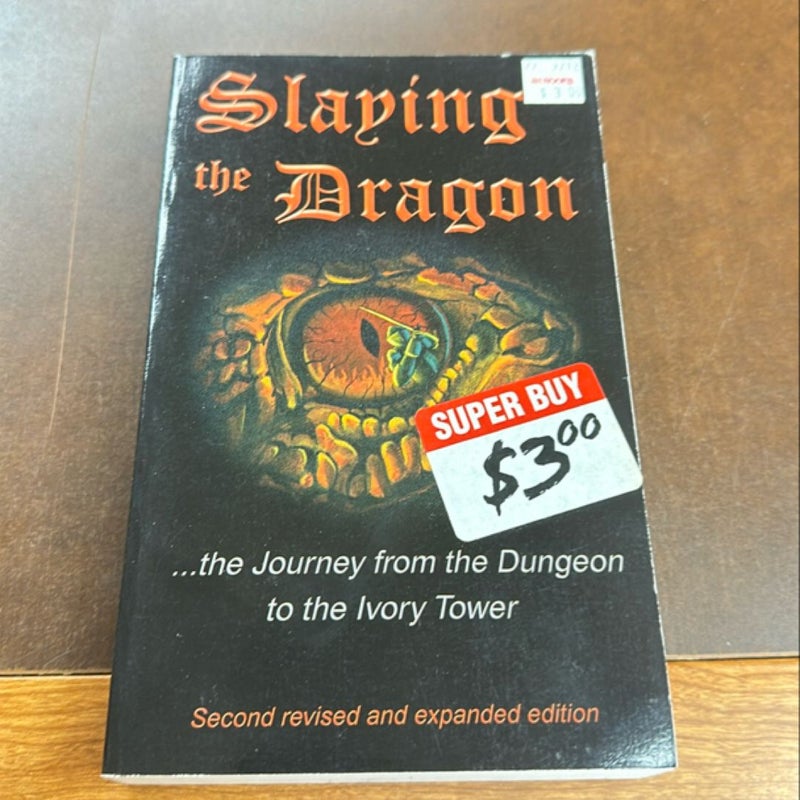 Slaying
the Dragon
$ 3.00
SUPER BUY
$3⁰⁰
...the Journey from the Dungeon
to the Ivory Tower
Second revised and expanded edition